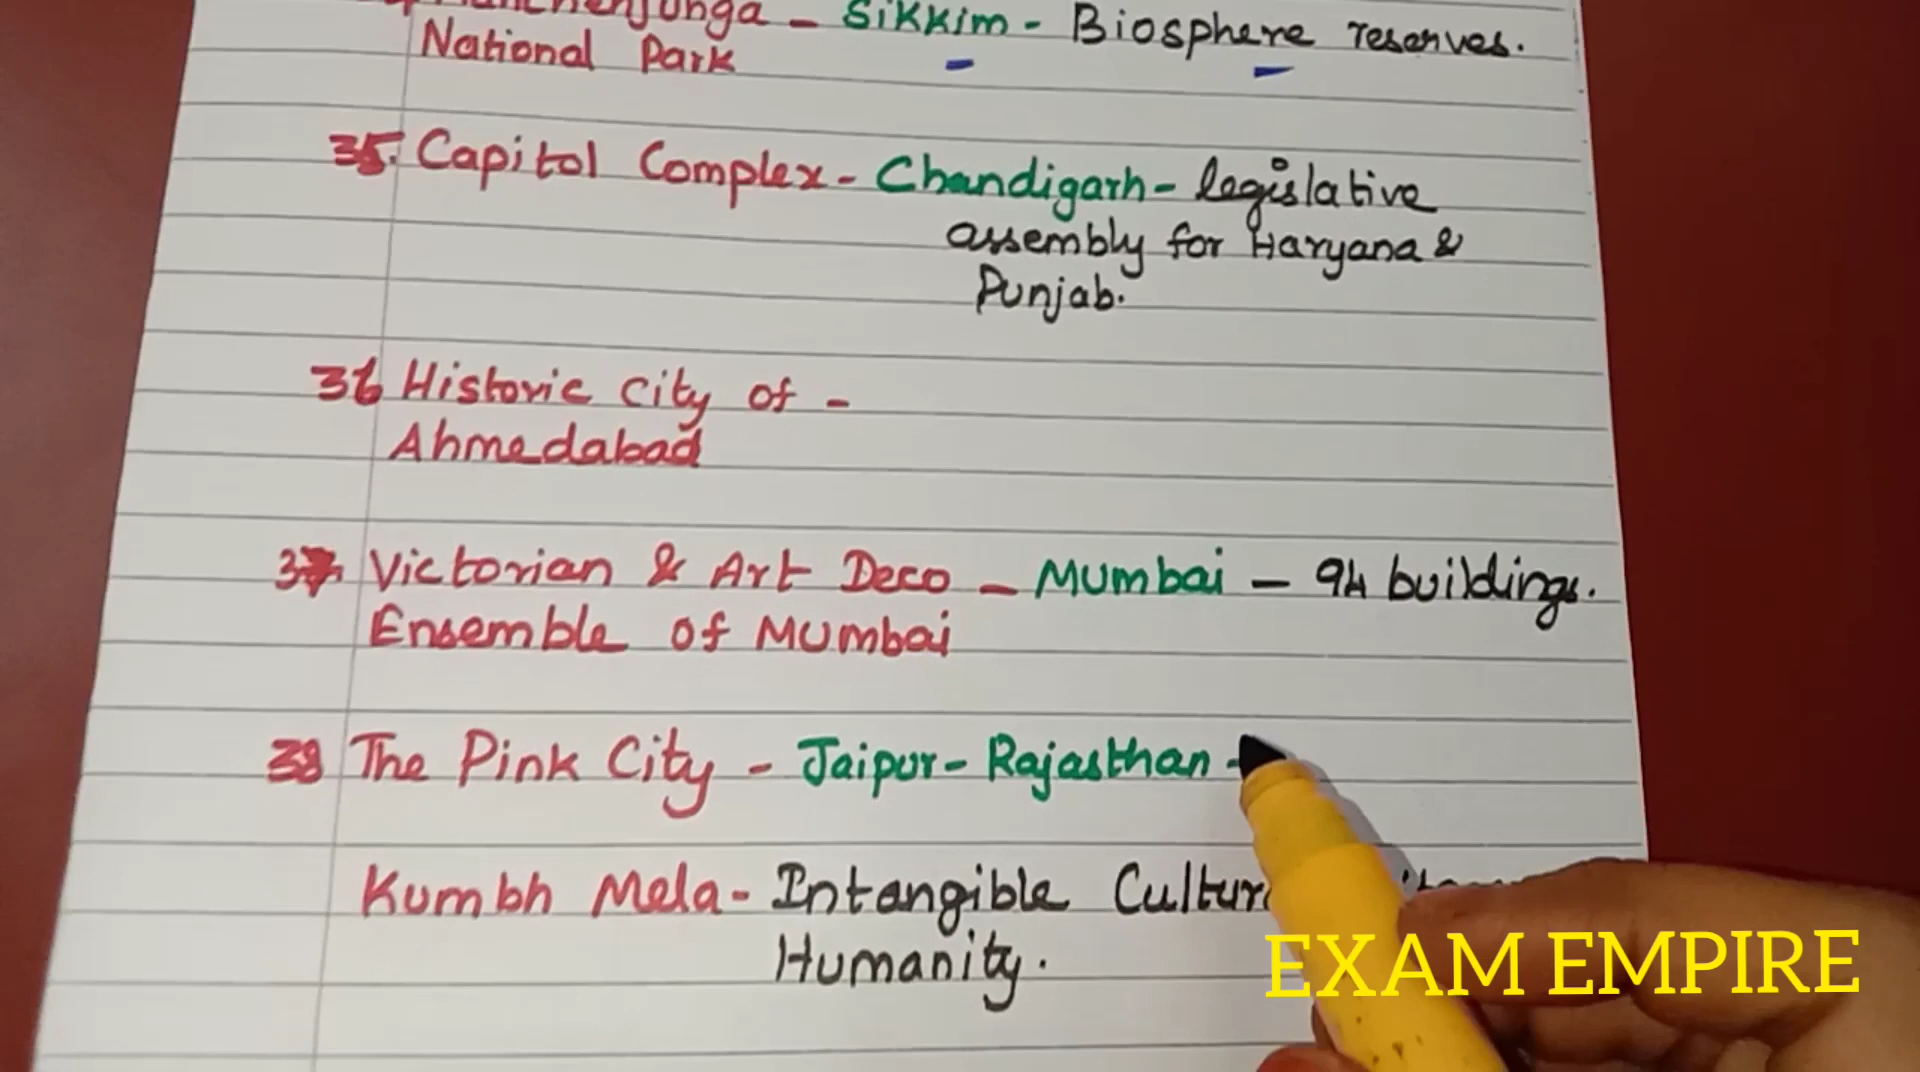 - Sikkim - Biosphere reserves.
National Park
35. Capitol Complex - Chandigarh - legislative
assembly for Haryana &
Punjab.
36 Historic City of -
Ahmedabad
37 Victorian & Art Deco - Mumbai - 94 buildings.
Ensemble of Mumbai
38 The Pink City - Jaipur - Rajasthan -
Kumbh Mela - Intangible
Humanity.
EXAM EMPIRE